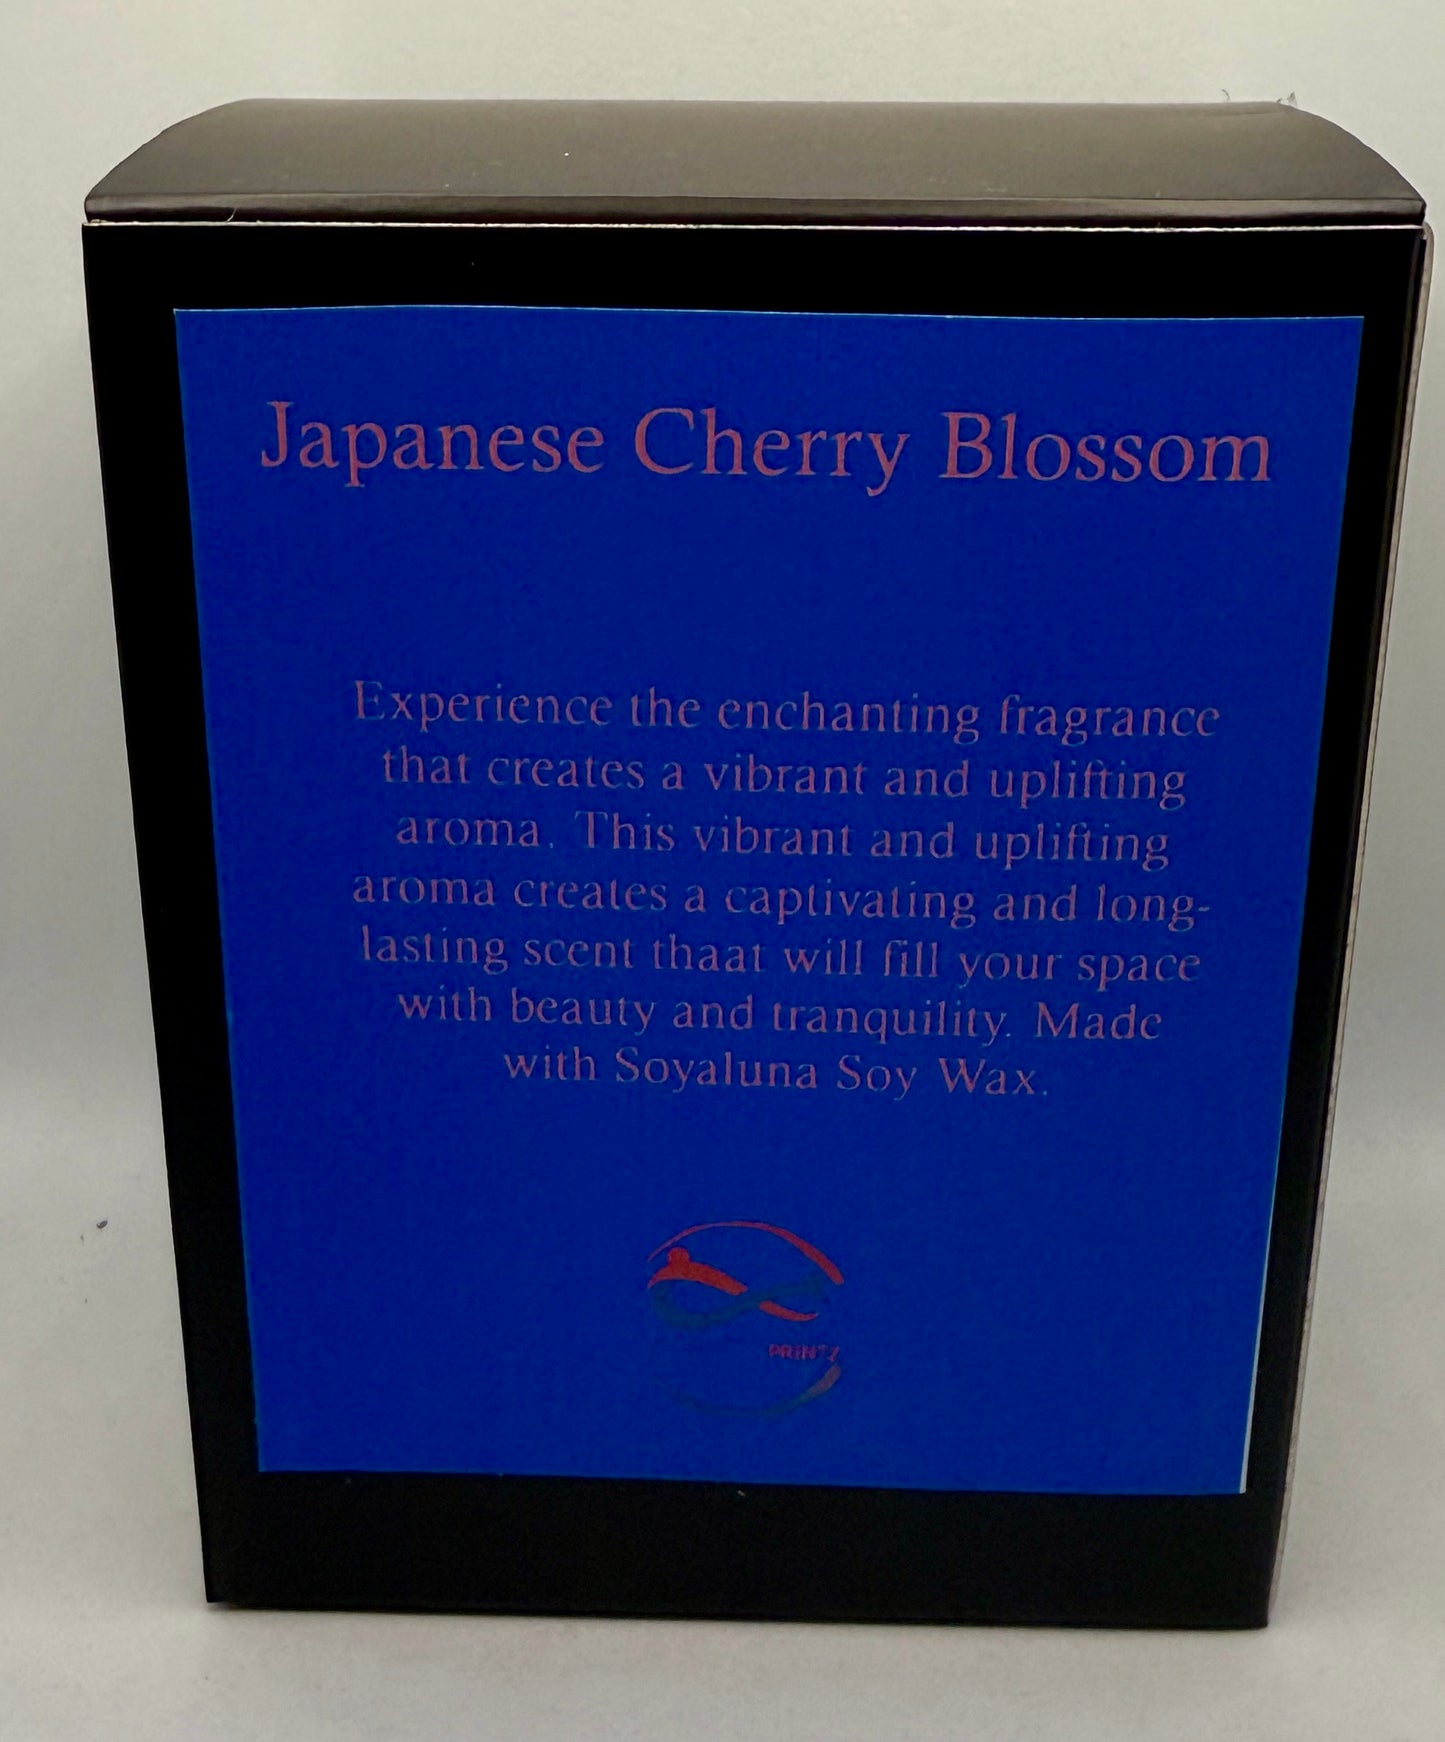 Japanese Cherry Blossom
Experience the enchanting fragrance
that creates a vibrant and uplifting
aroma. This vibrant and uplifting
aroma creates a captivating and long-
lasting scent thaat will fill your space
with beauty and tranquility. Made
with Soyaluna Soy Wax.